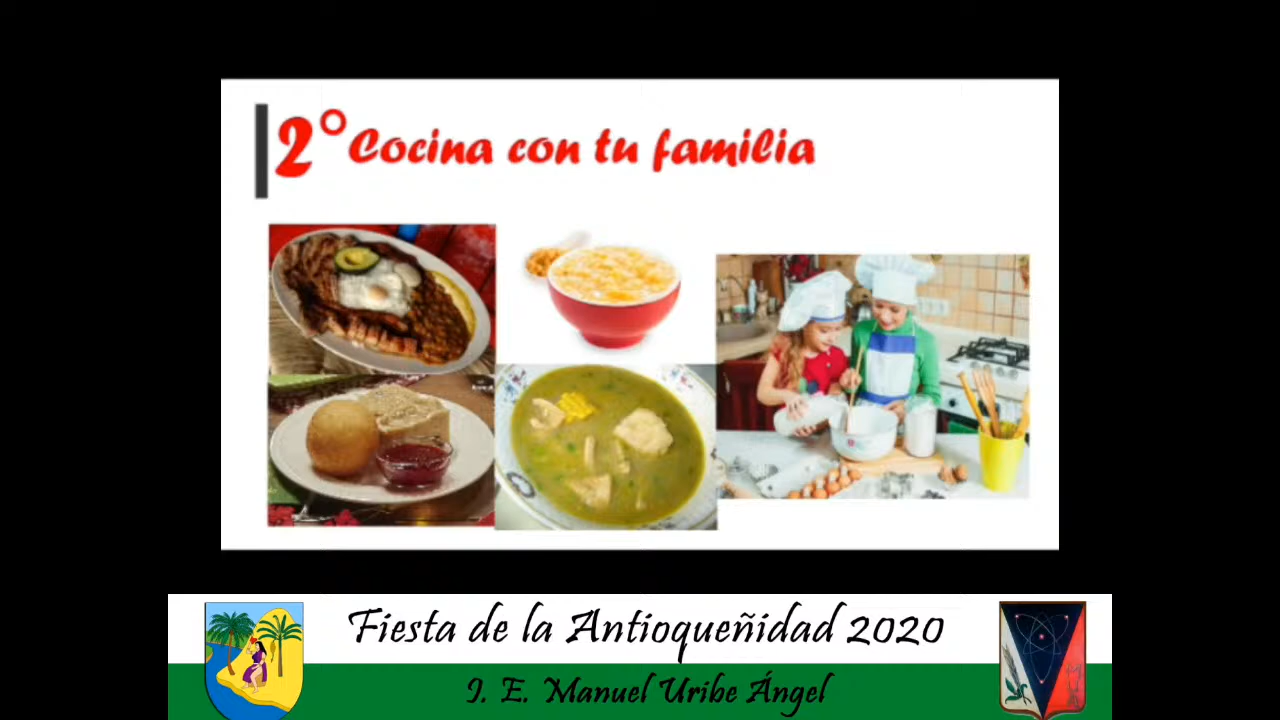 2° Cocina con tu familia
Fiesta de la Antioqueñidad 2020
I. E. Manuel Uribe Ángel